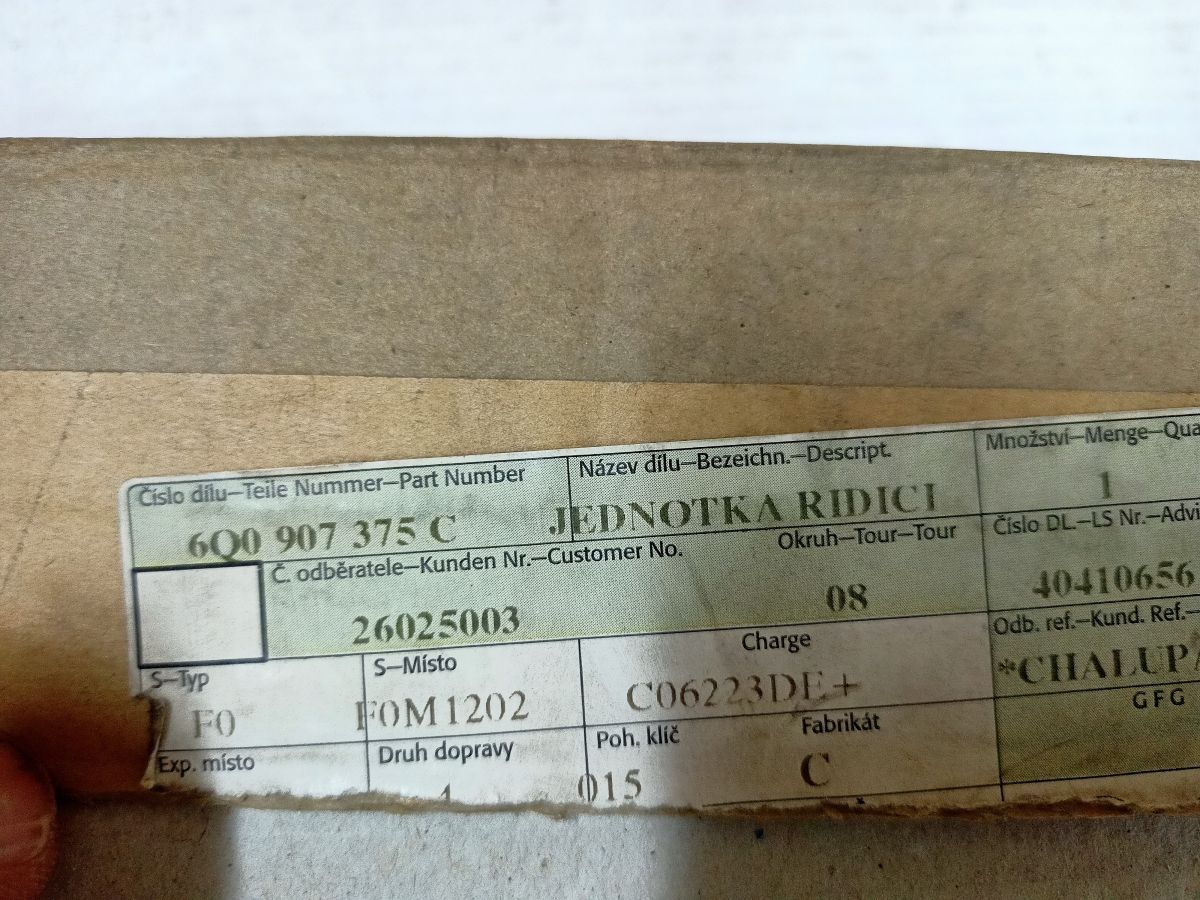 Číslo dílu–Teile Nummer–Part Number
6Q0 907 375 C
Název dílu–Bezeichn.–Descript.
JEDNOTKA RIDICI
Množství–Menge–Qua
1
Č. odběratele–Kunden Nr.–Customer No.
26025003
Okruh–Tour–Tour
08
Číslo DL.–LS Nr.–Advi
40410656
S–Typ
F0
S–Místo
F0M1202
Charge
C06223DE+
Odb. ref.–Kund. Ref.–
*CHALUPA
GFG
Exp. místo
Druh dopravy
1
Poh. klíč
015
Fabrikát
C